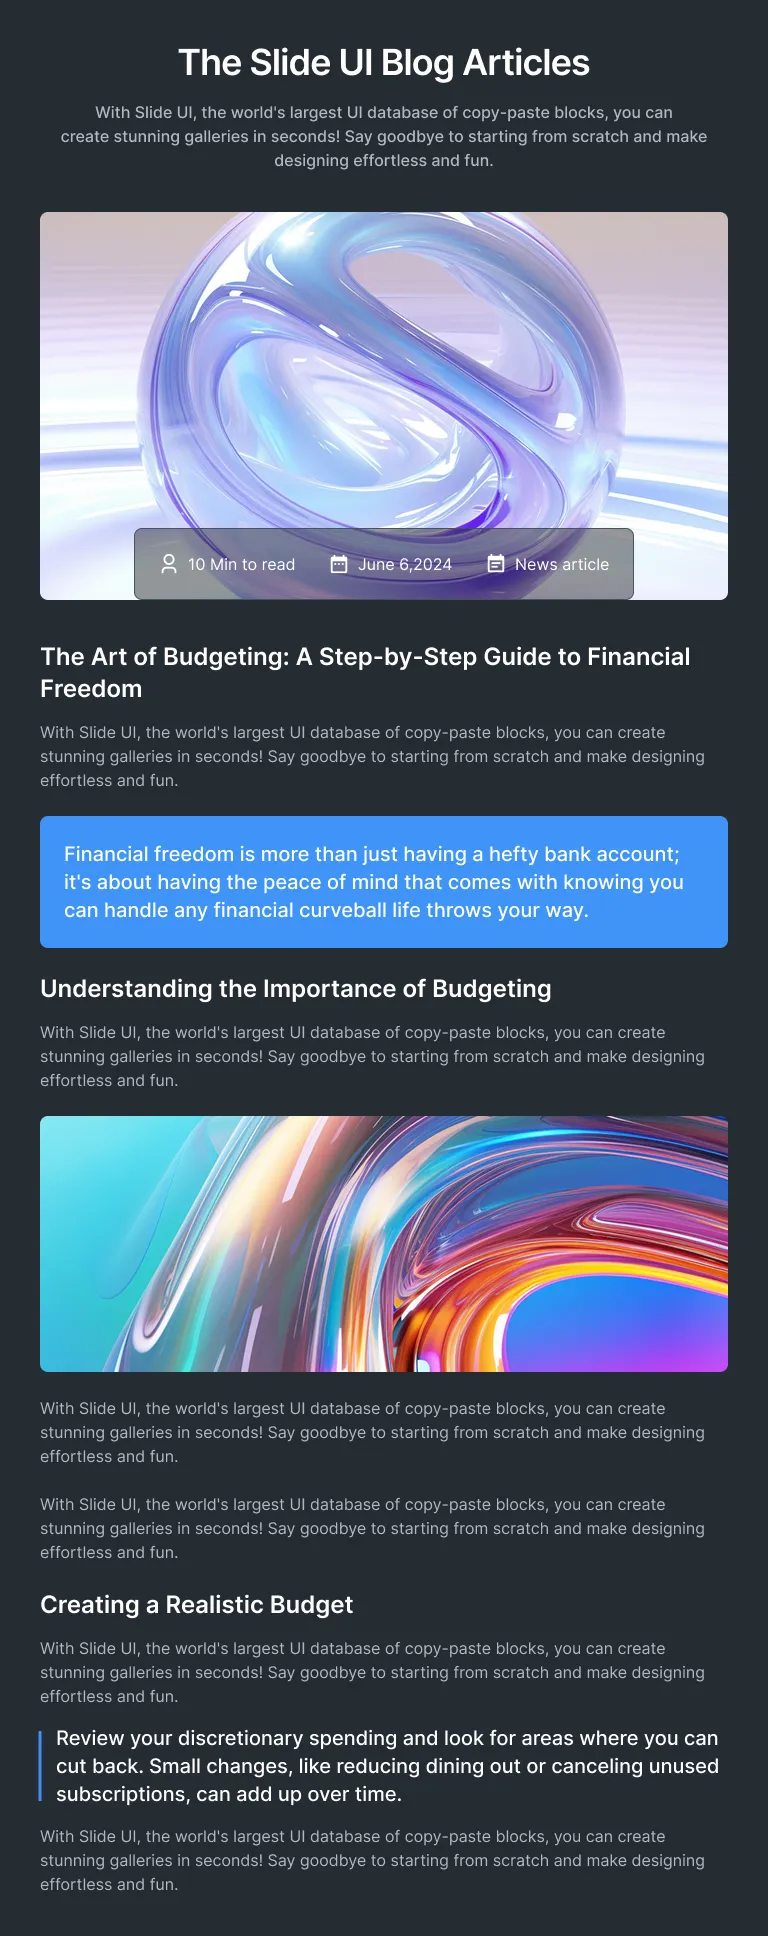 The Slide UI Blog Articles
With Slide UI, the world's largest UI database of copy-paste blocks, you can
create stunning galleries in seconds! Say goodbye to starting from scratch and make
designing effortless and fun.
10 Min to read June 6,2024 News article
The Art of Budgeting: A Step-by-Step Guide to Financial
Freedom
With Slide UI, the world's largest UI database of copy-paste blocks, you can create
stunning galleries in seconds! Say goodbye to starting from scratch and make designing
effortless and fun.
Financial freedom is more than just having a hefty bank account;
it's about having the peace of mind that comes with knowing you
can handle any financial curveball life throws your way.
Understanding the Importance of Budgeting
With Slide UI, the world's largest UI database of copy-paste blocks, you can create
stunning galleries in seconds! Say goodbye to starting from scratch and make designing
effortless and fun.
With Slide UI, the world's largest UI database of copy-paste blocks, you can create
stunning galleries in seconds! Say goodbye to starting from scratch and make designing
effortless and fun.
With Slide UI, the world's largest UI database of copy-paste blocks, you can create
stunning galleries in seconds! Say goodbye to starting from scratch and make designing
effortless and fun.
Creating a Realistic Budget
With Slide UI, the world's largest UI database of copy-paste blocks, you can create
stunning galleries in seconds! Say goodbye to starting from scratch and make designing
effortless and fun.
Review your discretionary spending and look for areas where you can
cut back. Small changes, like reducing dining out or canceling unused
subscriptions, can add up over time.
With Slide UI, the world's largest UI database of copy-paste blocks, you can create
stunning galleries in seconds! Say goodbye to starting from scratch and make designing
effortless and fun.